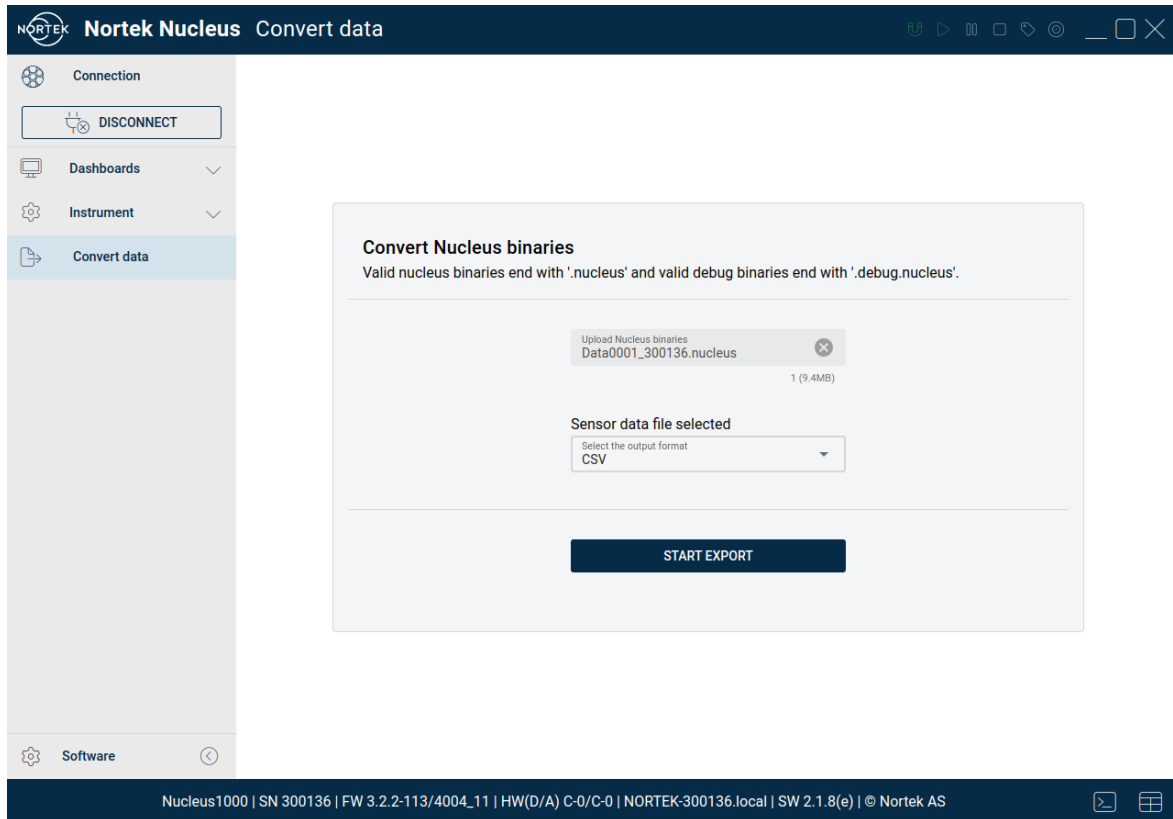 NORTEK Nortek Nucleus Convert data
Connection
DISCONNECT
Dashboards
Instrument
Convert data
Convert Nucleus binaries
Valid nucleus binaries end with '.nucleus' and valid debug binaries end with '.debug.nucleus'.
Upload Nucleus binaries
Data0001_300136.nucleus
1 (9.4MB)
Sensor data file selected
Select the output format
CSV
START EXPORT
Software
Nucleus1000 | SN 300136 | FW 3.2.2-113/4004_11 | HW(D/A) C-0/C-0 | NORTEK-300136.local | SW 2.1.8(e) | © Nortek AS